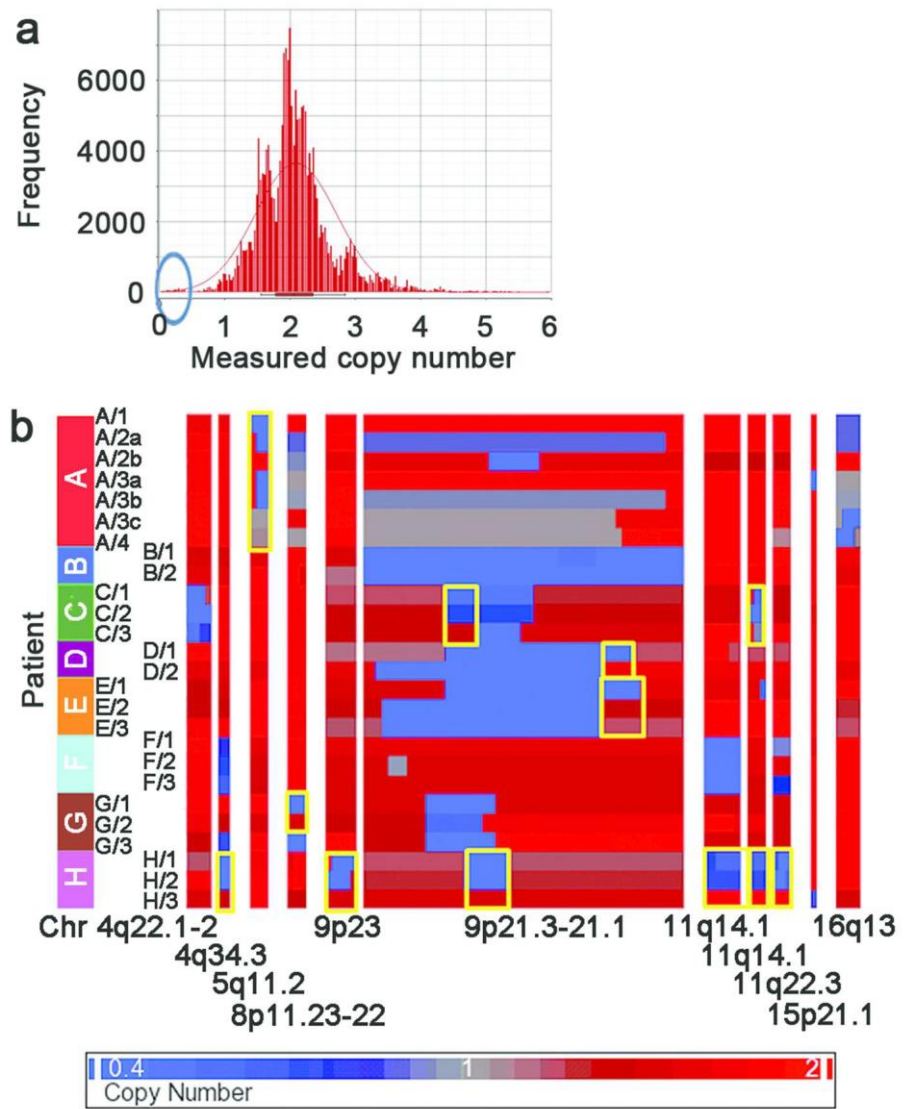 a
Frequency
6000
4000
2000
0
0 1 2 3 4 5 6
Measured copy number
b
Patient
A
B
C
D
E
F
G
H
A/1
A/2a
A/2b
A/3a
A/3b
A/3c
A/4
B/1
B/2
C/1
C/2
C/3
D/1
D/2
E/1
E/2
E/3
F/1
F/2
F/3
G/1
G/2
G/3
H/1
H/2
H/3
Chr 4q22.1-2 9p23 9p21.3-21.1 11q14.1 16q13
4q34.3 11q14.1
5q11.2 11q22.3
8p11.23-22 15p21.1
0.4 1 2
Copy Number